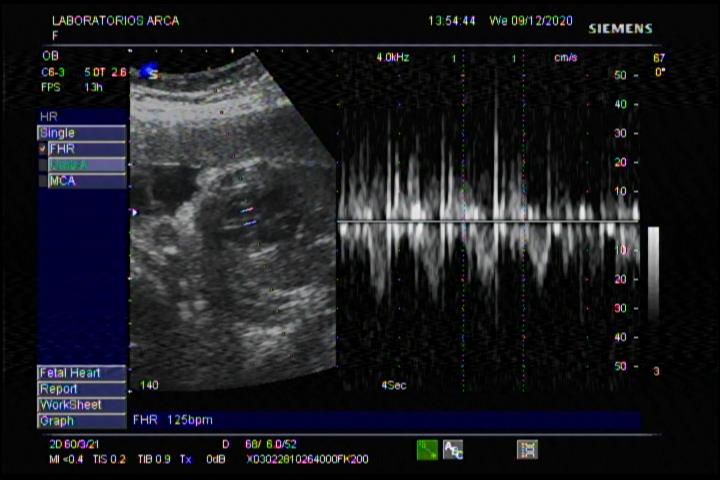 LABORATORIOS ARCA 13:54:44 We 09/12/2020 SIEMENS
F
OB 4.0kHz 1 1 cm/s 67
C6-3 5.0T 2.6 0°
FPS 13h
S
50
40
30
20
10
10
20
30
40
50
HR
Single
FHR
MCA
Fetal Heart 3
140 4Sec
Report
WorkSheet
Graph FHR 125bpm
2D 60/3/21 D 68/ 6.0/52
MI <0.4 TIS 0.2 TIB 0.9 Tx 0dB X03022810264000FK200
ABC